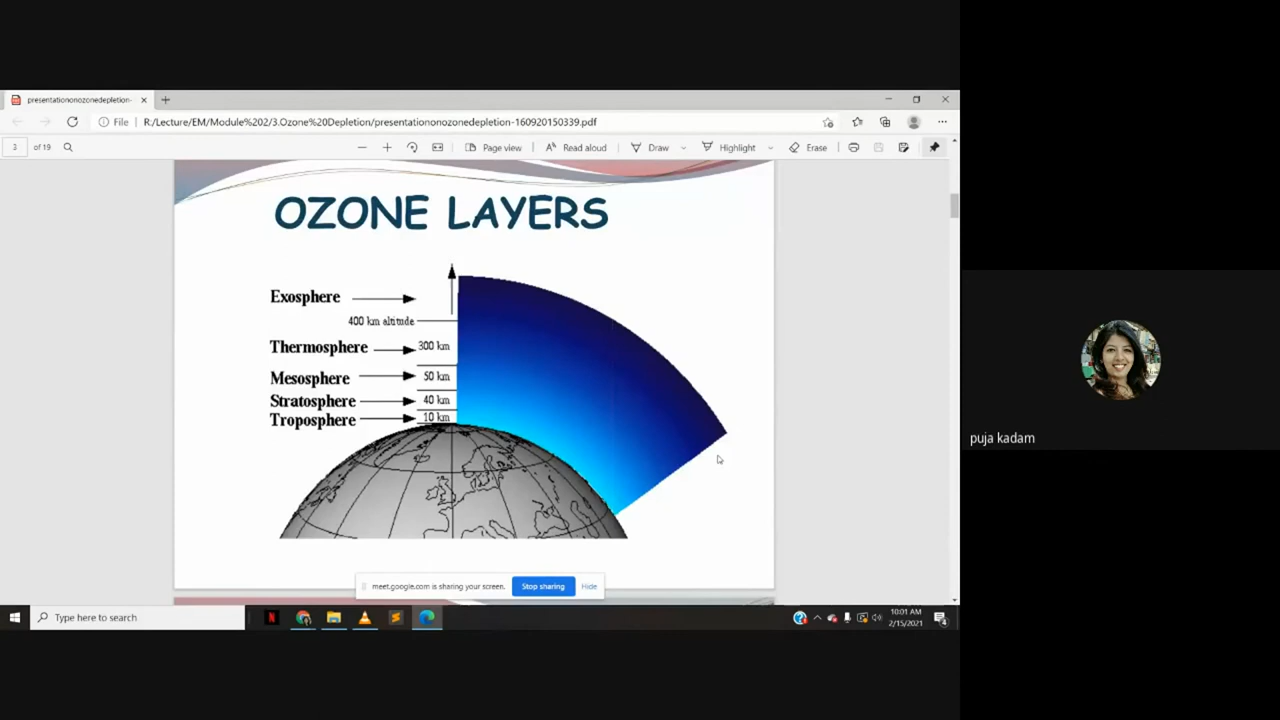 presentationonozonedepletion-
File R:/Lecture/EM/Module%202/3.Ozone%20Depletion/presentationonozonedepletion-160920150339.pdf
3 of 19 Page view Read aloud Draw Highlight Erase
OZONE LAYERS
Exosphere
400 km altitude
Thermosphere 300 km
Mesosphere 50 km
Stratosphere 40 km
Troposphere 10 km
puja kadam
meet.google.com is sharing your screen. Stop sharing Hide
Type here to search
10:01 AM
2/15/2021